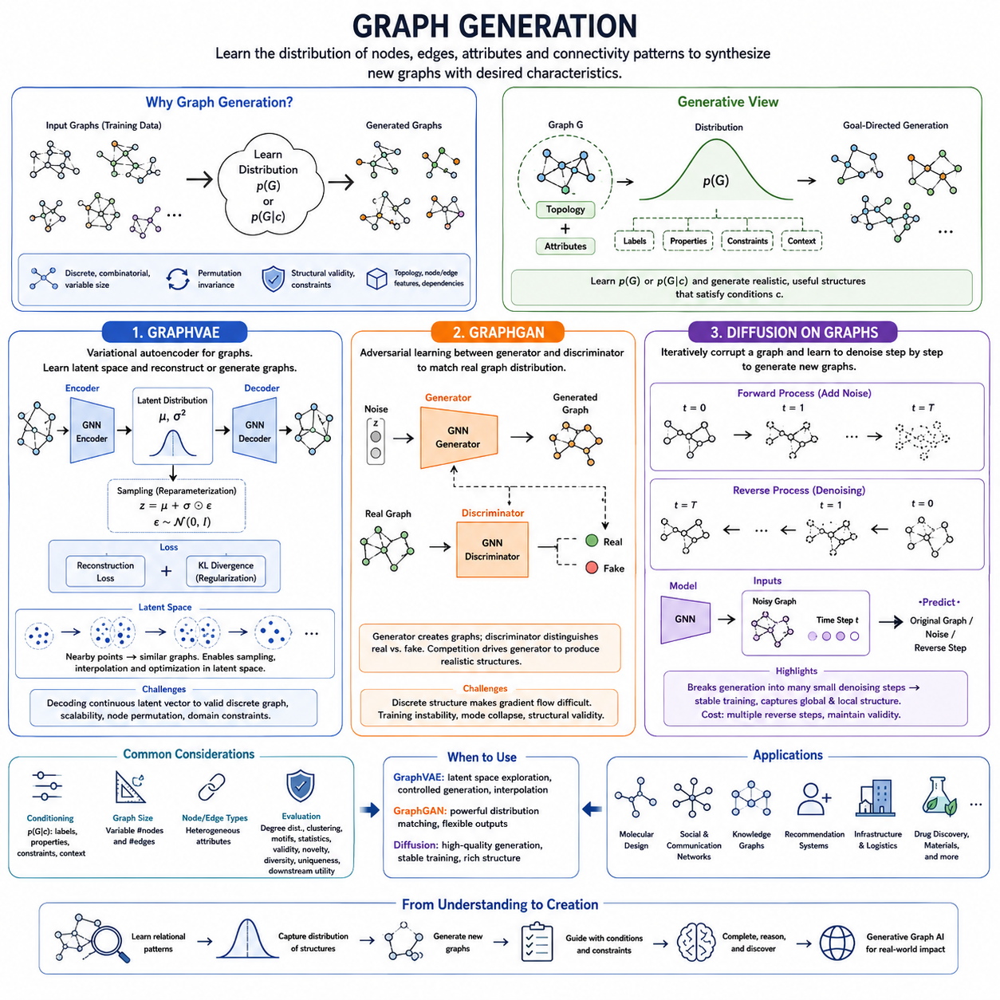 GRAPH GENERATION
Learn the distribution of nodes, edges, attributes and connectivity patterns to synthesize
new graphs with desired characteristics.
Why Graph Generation?
Input Graphs (Training Data)
Learn
Distribution
p(G)
or
p(G|c)
Generated Graphs
...
Discrete, combinatorial,
variable size
Permutation
invariance
Structural validity,
constraints
Topology, node/edge
features, dependencies
Generative View
Graph G
Topology
+
Attributes
Distribution
p(G)
Labels
Properties
Constraints
Context
Goal-Directed Generation
...
Learn p(G) or p(G|c) and generate realistic, useful structures
that satisfy conditions c.
1. GRAPHVAE
Variational autoencoder for graphs.
Learn latent space and reconstruct or generate graphs.
Encoder
GNN
Encoder
Latent Distribution
μ, σ²
Decoder
GNN
Decoder
Sampling (Reparameterization)
z = μ + σ ⊙ ϵ
ϵ ~ N(0, I)
Loss
Reconstruction
Loss
+
KL Divergence
(Regularization)
Latent Space
...
Nearby points → similar graphs. Enables sampling,
interpolation and optimization in latent space.
Challenges
Decoding continuous latent vector to valid discrete graph,
scalability, node permutation, domain constraints.
2. GRAPHGAN
Adversarial learning between generator and discriminator
to match real graph distribution.
Noise
z
Generator
GNN
Generator
Generated
Graph
Real Graph
Discriminator
GNN
Discriminator
Real
Fake
Generator creates graphs; discriminator distinguishes
real vs. fake. Competition drives generator to produce
realistic structures.
Challenges
Discrete structure makes gradient flow difficult.
Training instability, mode collapse, structural validity.
3. DIFFUSION ON GRAPHS
Iteratively corrupt a graph and learn to denoise step by step
to generate new graphs.
Forward Process (Add Noise)
t = 0
t = 1
...
t = T
Reverse Process (Denoising)
t = T
...
t = 1
t = 0
Model
GNN
Inputs
Noisy Graph
Time Step t
•Predict•
Original Graph /
Noise /
Reverse Step
Highlights
Breaks generation into many small denoising steps →
stable training, captures global & local structure.
Cost: multiple reverse steps, maintain validity.
Common Considerations
Conditioning
p(G|c): labels,
properties,
constraints, context
Graph Size
Variable #nodes
and #edges
Node/Edge Types
Heterogeneous
attributes
Evaluation
Degree dist., clustering,
motifs, statistics,
validity, novelty,
diversity, uniqueness,
downstream utility
When to Use
GraphVAE: latent space exploration,
controlled generation, interpolation
GraphGAN: powerful distribution
matching, flexible outputs
Diffusion: high-quality generation,
stable training, rich structure
Applications
Molecular
Design
Social &
Communication
Networks
Knowledge
Graphs
Recommendation
Systems
Infrastructure
& Logistics
Drug Discovery,
Materials,
and more
...
From Understanding to Creation
Learn relational
patterns
Capture distribution
of structures
Generate new
graphs
Guide with conditions
and constraints
Complete, reason,
and discover
Generative Graph AI
for real-world impact